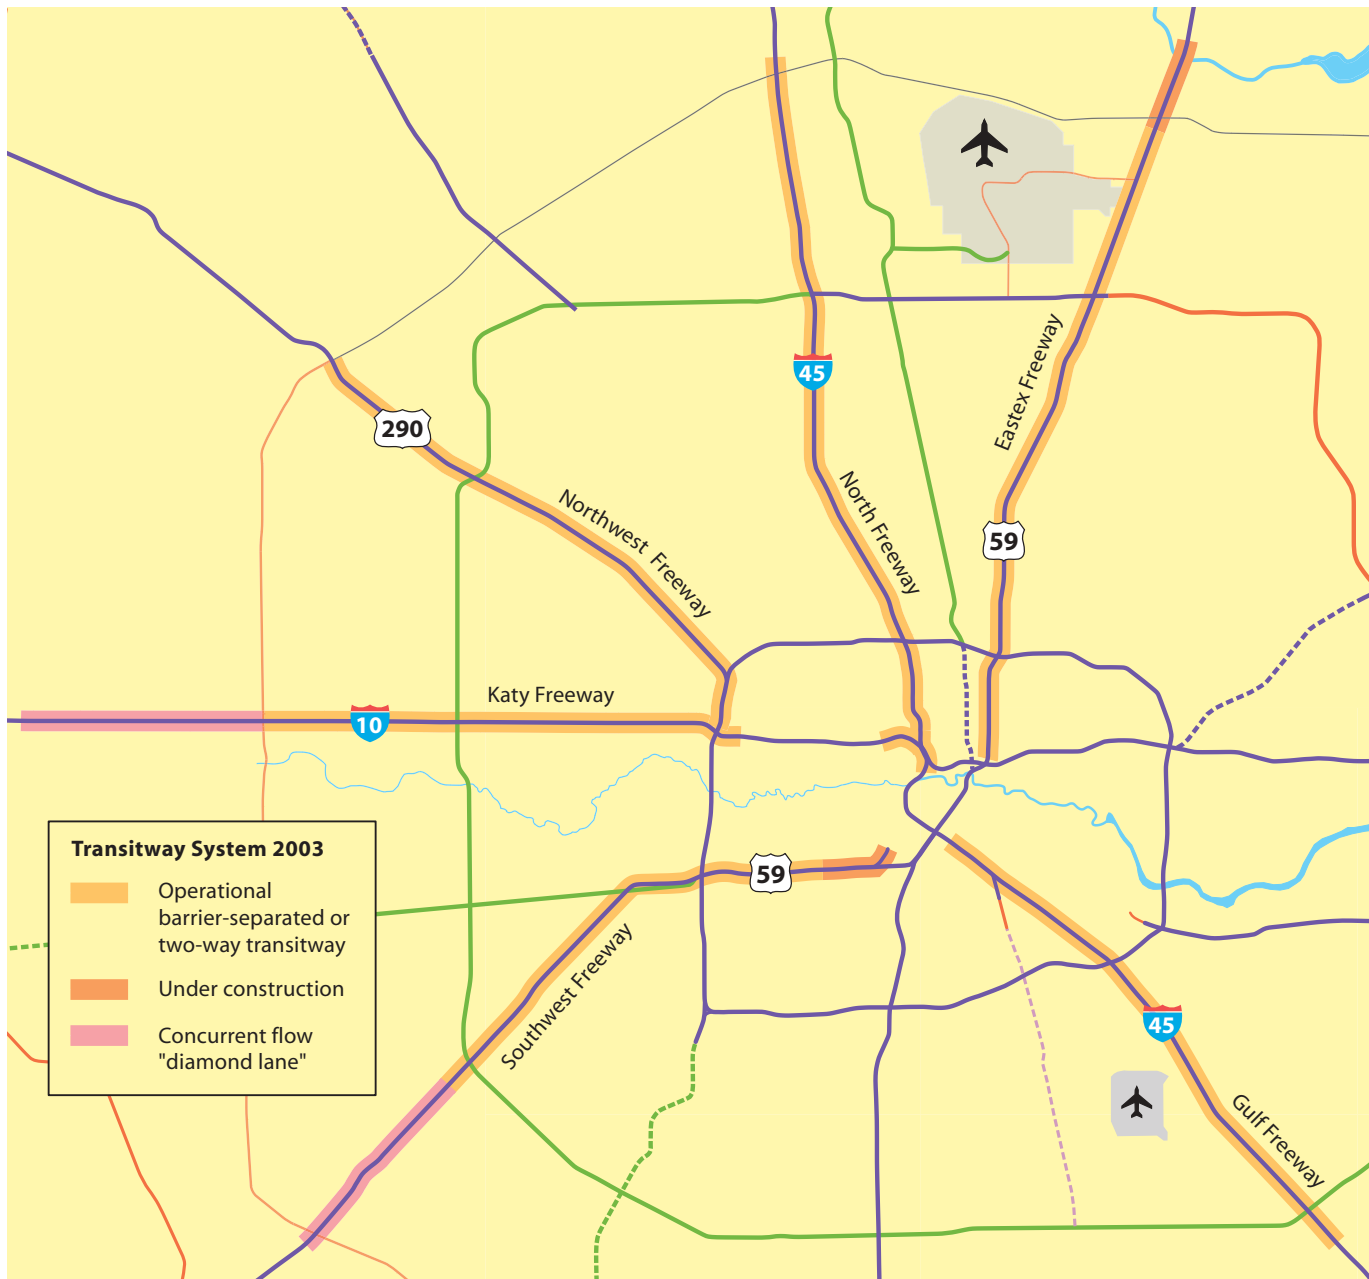 45
Eastex Freeway
290
North Freeway
Northwest Freeway
59
Katy Freeway
10
Transitway System 2003
Operational
barrier-separated or
two-way transitway
Under construction
Concurrent flow
"diamond lane"
59
Southwest Freeway
45
Gulf Freeway